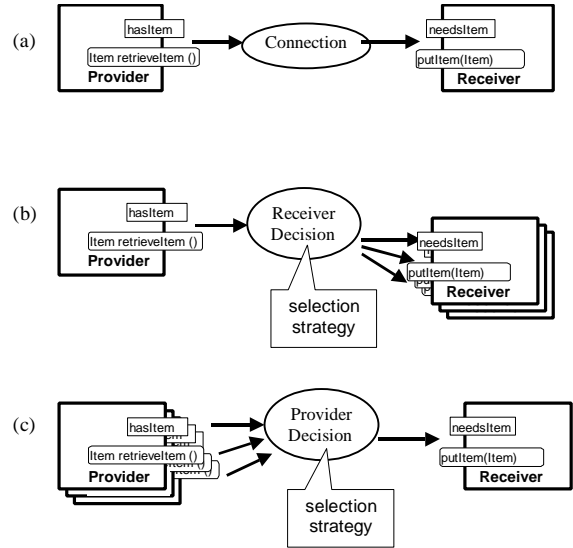 (a)
hasItem
Item retrieveItem ()
Provider
Connection
needsItem
putItem(Item)
Receiver
(b)
hasItem
Item retrieveItem ()
Provider
Receiver
Decision
selection
strategy
needsItem
putItem(Item)
Receiver
(c)
hasItem
Item retrieveItem ()
Provider
Provider
Decision
selection
strategy
needsItem
putItem(Item)
Receiver